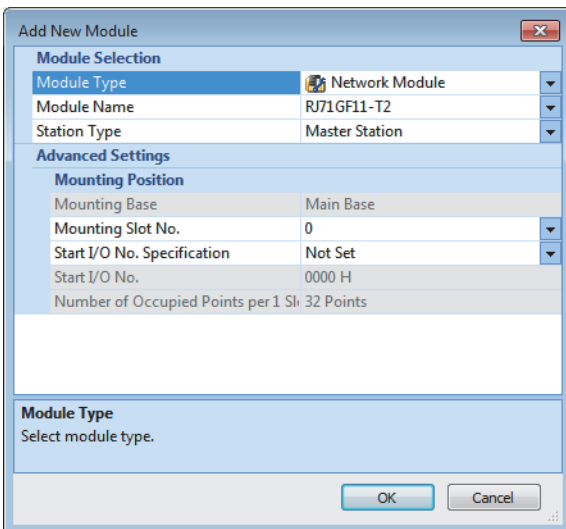 Add New Module
Module Selection
Module Type Network Module
Module Name RJ71GF11-T2
Station Type Master Station
Advanced Settings
Mounting Position
Mounting Base Main Base
Mounting Slot No. 0
Start I/O No. Specification Not Set
Start I/O No. 0000 H
Number of Occupied Points per 1 Sl 32 Points
Module Type
Select module type.
OK Cancel